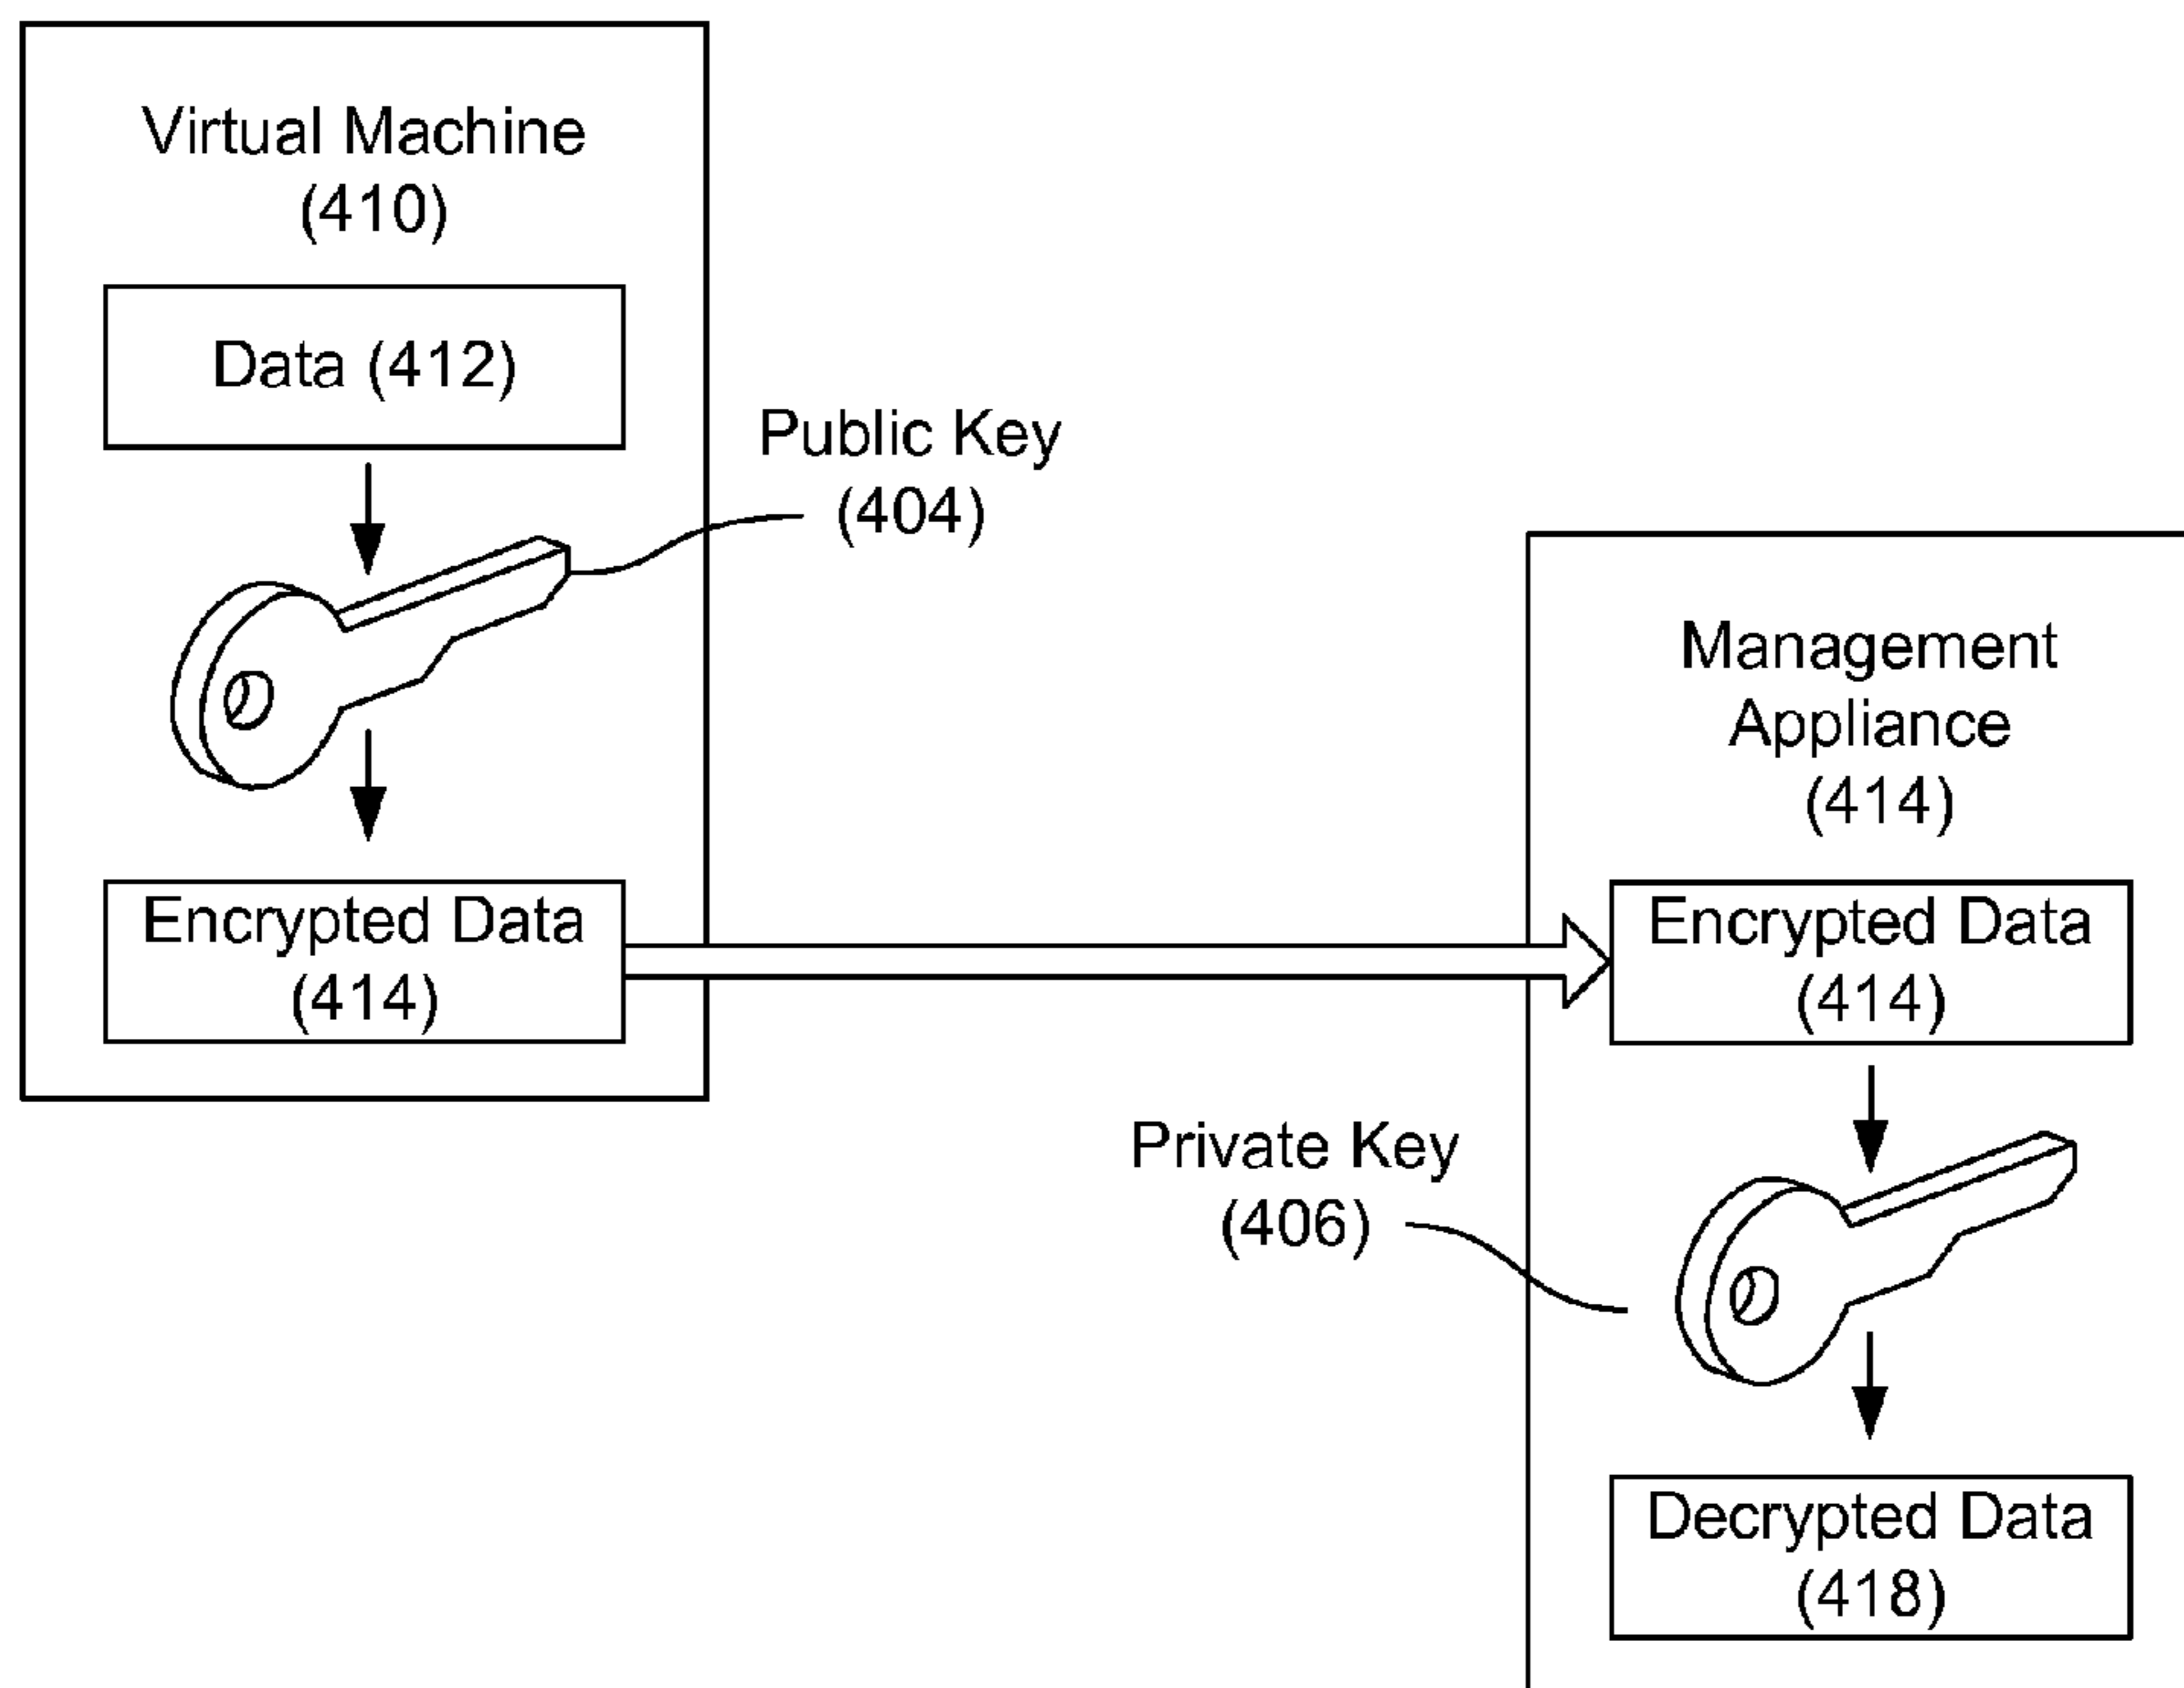 Virtual Machine
(410)
Data (412)
Public Key
(404)
Encrypted Data
(414)
Management
Appliance
(414)
Encrypted Data
(414)
Private Key
(406)
Decrypted Data
(418)